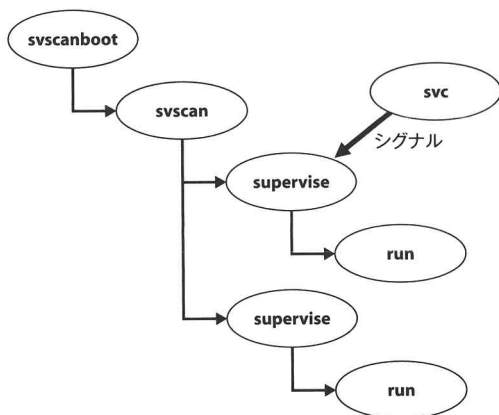 svscanboot
svscan
svc
シグナル
supervise
run
supervise
run